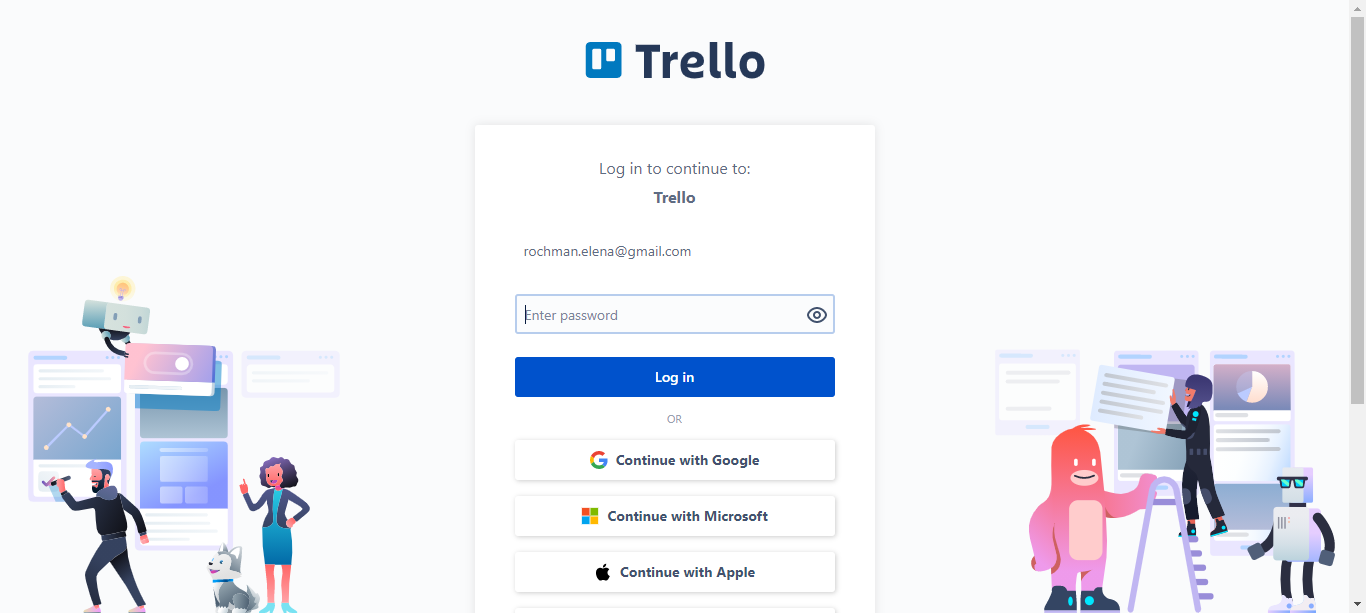 Trello
Log in to continue to:
Trello
rochman.elena@gmail.com
Enter password
Log in
OR
Continue with Google
Continue with Microsoft
Continue with Apple